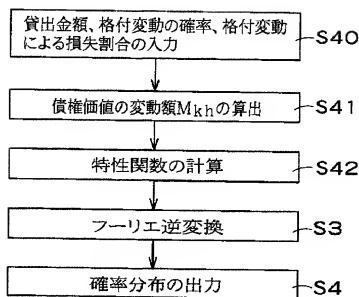 貸出金額、格付変動の確率、格付変動
による損失割合の入力
S40
債権価値の変動額Mkhの算出
S41
特性関数の計算
S42
フーリエ逆変換
S3
確率分布の出力
S4